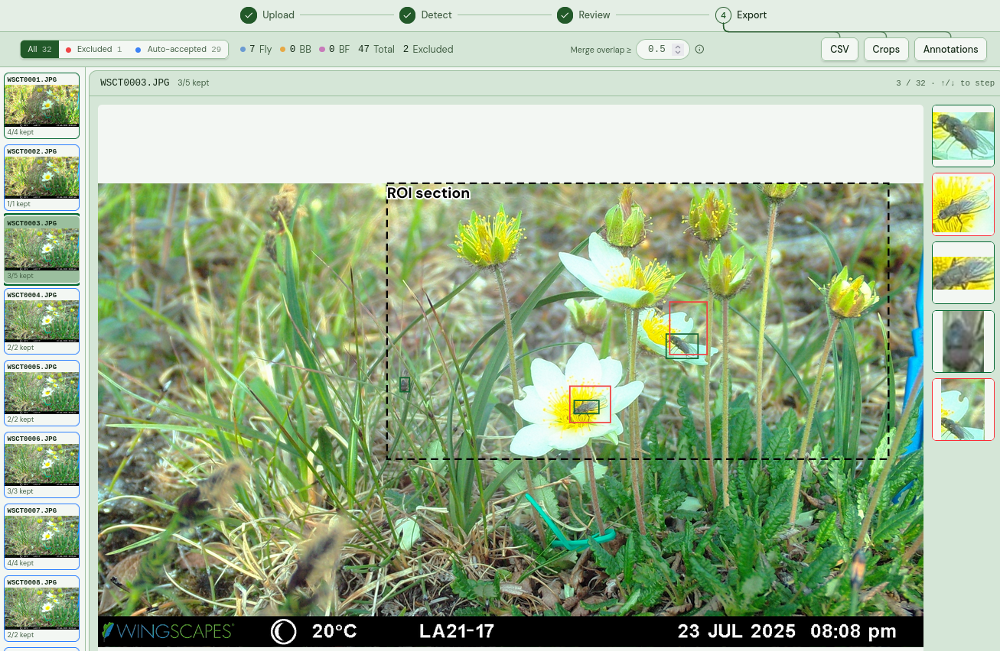 Upload
Detect
Review
4 Export
All 32
Excluded 1
Auto-accepted 29
7 Fly 0 BB 0 BF 47 Total 2 Excluded
Merge overlap ≥ 0.5
CSV
Crops
Annotations
WSCT0001.JPG
4/4 kept
WSCT0002.JPG
1/1 kept
WSCT0003.JPG
3/5 kept
WSCT0004.JPG
2/2 kept
WSCT0005.JPG
2/2 kept
WSCT0006.JPG
3/3 kept
WSCT0007.JPG
4/4 kept
WSCT0008.JPG
2/2 kept
WSCT0003.JPG 3/5 kept
3 / 32 · ↑/↓ to step
ROI section
WINGSCAPES 20°C LA21-17 23 JUL 2025 08:08 pm